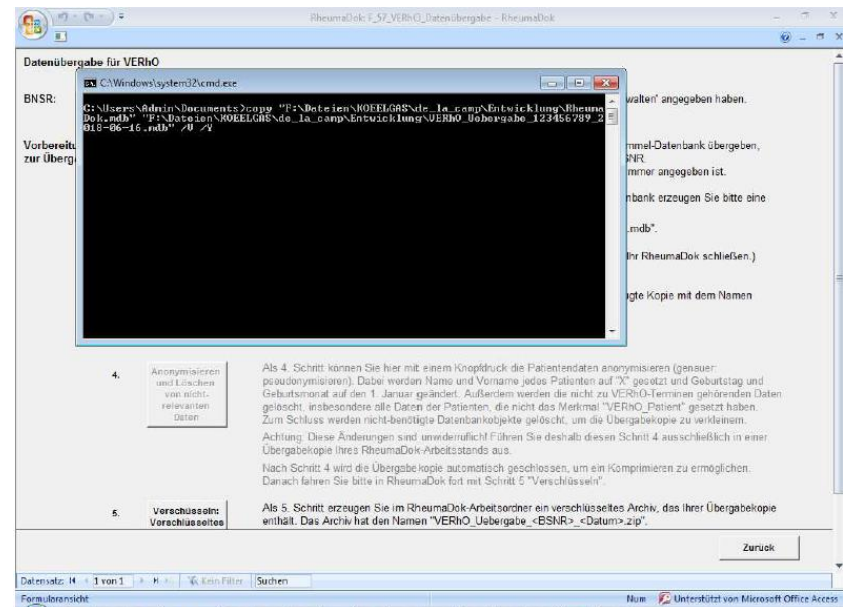 RheumaDok: F_57_VERhO_Datenübergabe - RheumaDok
Datenübergabe für VERhO
C:\Windows\system32\cmd.exe
BNSR:
walten' angegeben haben.
C:\Users\Admin\Documents>copy "F:\Dateien\KOEELGAS\de_la_camp\Entwicklung\Rheuma
Dok.mdb" "F:\Dateien\KOEELGAS\de_la_camp\Entwicklung\VERhO_Uebergabe_123456789_2
018-06-16.mdb" /V /Y
Vorbereitu
zur Überg
mmel-Datenbank übergeben,
SNR.
mmer angegeben ist.
nbank erzeugen Sie bitte eine
.mdb".
Ihr RheumaDok schließen.)
igte Kopie mit dem Namen
4.
Anonymisieren
und Löschen
von nicht-
relevanten
Daten
Als 4. Schritt können Sie hier mit einem Knopfdruck die Patientendaten anonymisieren (genauer:
pseudonymisieren). Dabei werden Name und Vorname jedes Patienten auf "X" gesetzt und Geburtstag und
Geburtsmonat auf den 1. Januar geändert. Außerdem werden die nicht zu VERhO-Terminen gehörenden Daten
gelöscht, insbesondere alle Daten der Patienten, die nicht das Merkmal "VERhO_Patient" gesetzt haben.
Zum Schluss werden nicht-benötigte Datenbankobjekte gelöscht, um die Übergabekopie zu verkleinern.
Achtung: Diese Änderungen sind unwiderruflich! Führen Sie deshalb diesen Schritt 4 ausschließlich in einer
Übergabekopie Ihres RheumaDok-Arbeitsstands aus.
Nach Schritt 4 wird die Übergabekopie automatisch geschlossen, um ein Komprimieren zu ermöglichen.
Danach fahren Sie bitte in RheumaDok fort mit Schritt 5 "Verschlüsseln".
5.
Verschüsseln:
Verschlüsseltes
Als 5. Schritt erzeugen Sie im RheumaDok-Arbeitsordner ein verschlüsseltes Archiv, das Ihrer Übergabekopie
enthält. Das Archiv hat den Namen "VERhO_Uebergabe_<BSNR>_<Datum>.zip".
Zurück
Datensatz: 1 von 1 Kein Filter Suchen
Formularansicht
Num Unterstützt von Microsoft Office Access